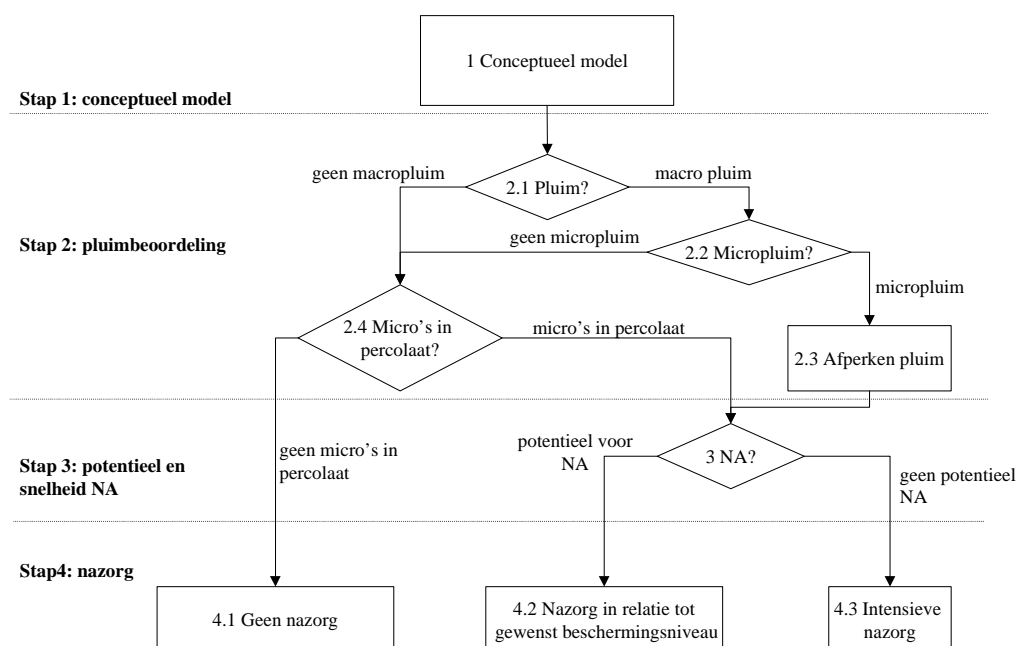 1 Conceptueel model
Stap 1: conceptueel model
geen macropluim
2.1 Pluim?
macro pluim
Stap 2: pluimbeoordeling
geen micropluim
2.2 Micropluim?
micropluim
2.4 Micro's in
percolaat?
micro's in percolaat
2.3 Afperken pluim
geen micro's in
percolaat
Stap 3: potentieel en
snelheid NA
potentieel voor
NA
3 NA?
geen potentieel
NA
Stap4: nazorg
4.1 Geen nazorg
4.2 Nazorg in relatie tot
gewenst beschermingsniveau
4.3 Intensieve
nazorg